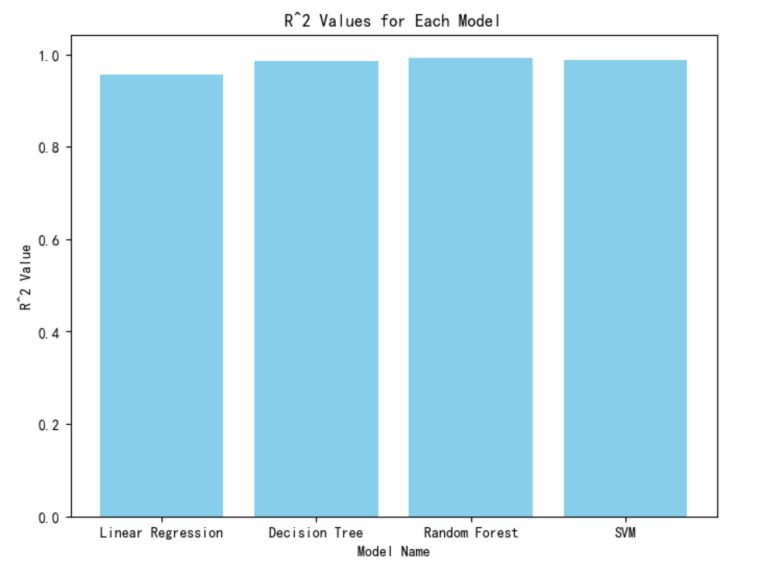 R^2 Values for Each Model
1.0
0.8
0.6
0.4
0.2
0.0
R^2 Value
Linear Regression Decision Tree Random Forest SVM
Model Name